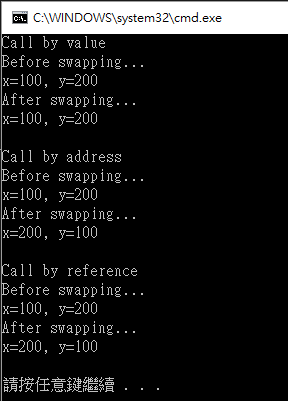 C:\WINDOWS\system32\cmd.exe
Call by value
Before swapping...
x=100, y=200
After swapping...
x=100, y=200
Call by address
Before swapping...
x=100, y=200
After swapping...
x=200, y=100
Call by reference
Before swapping...
x=100, y=200
After swapping...
x=200, y=100
請按任意鍵繼續 . . .